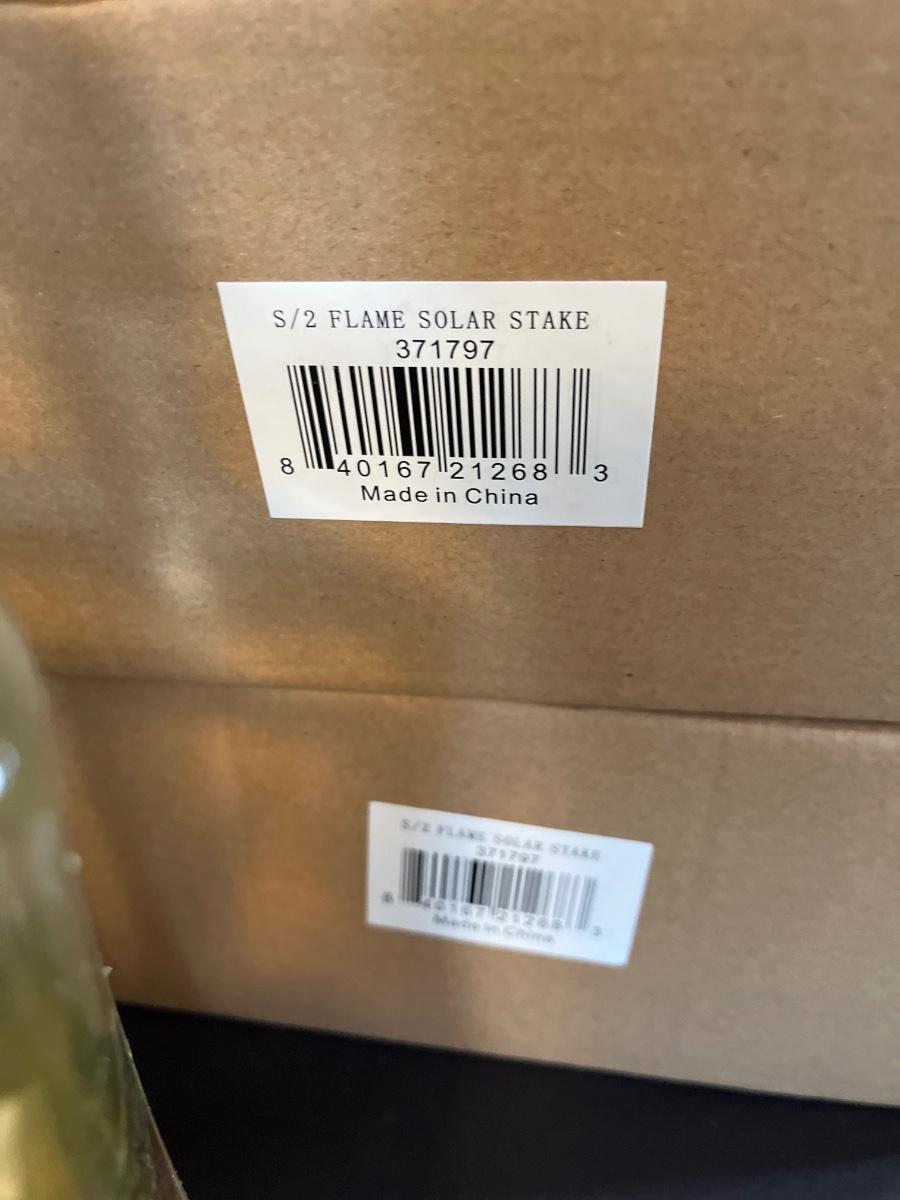 S/2 FLAME SOLAR STAKE
371797
8 40167 21268 3
Made in China
S/2 FLAME SOLAR STAKE
371797
8 40167 21268 3
Made in China